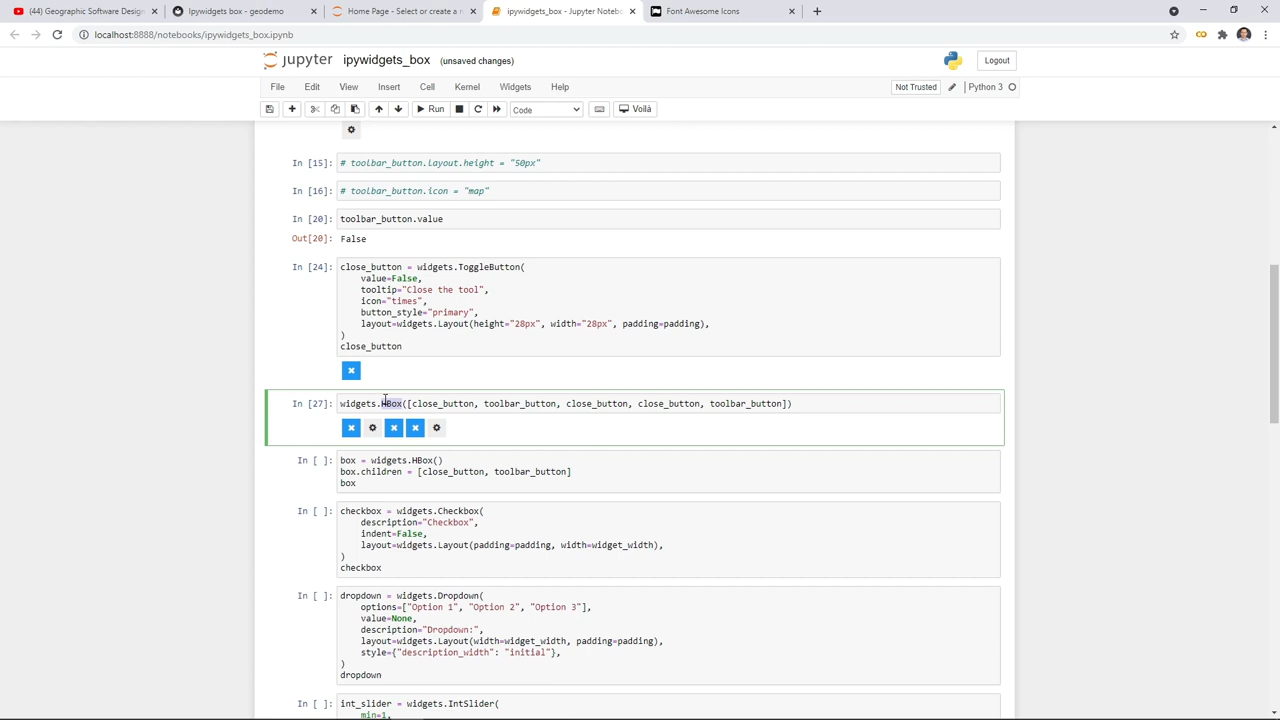 (44) Geographic Software Design
Ipywidgets box - geodemo
Home Page - Select or create a n
ipywidgets_box - Jupyter Notebo
Font Awesome Icons
localhost:8888/notebooks/ipywidgets_box.ipynb
jupyter ipywidgets_box (unsaved changes)
Logout
File Edit View Insert Cell Kernel Widgets Help
Not Trusted
Python 3
Run
Code
Voilà
In [15]: # toolbar_button.layout.height = "50px"
In [16]: # toolbar_button.icon = "map"
In [20]: toolbar_button.value
Out[20]: False
In [24]: close_button = widgets.ToggleButton(
value=False,
tooltip="Close the tool",
icon="times",
button_style="primary",
layout=widgets.Layout(height="28px", width="28px", padding=padding),
)
close_button
In [27]: widgets.HBox([close_button, toolbar_button, close_button, close_button, toolbar_button])
In [ ]: box = widgets.HBox()
box.children = [close_button, toolbar_button]
box
In [ ]: checkbox = widgets.Checkbox(
description="Checkbox",
indent=False,
layout=widgets.Layout(padding=padding, width=widget_width),
)
checkbox
In [ ]: dropdown = widgets.Dropdown(
options=["Option 1", "Option 2", "Option 3"],
value=None,
description="Dropdown:",
layout=widgets.Layout(width=widget_width, padding=padding),
style={"description_width": "initial"},
)
dropdown
In [ ]: int_slider = widgets.IntSlider(
min=1,